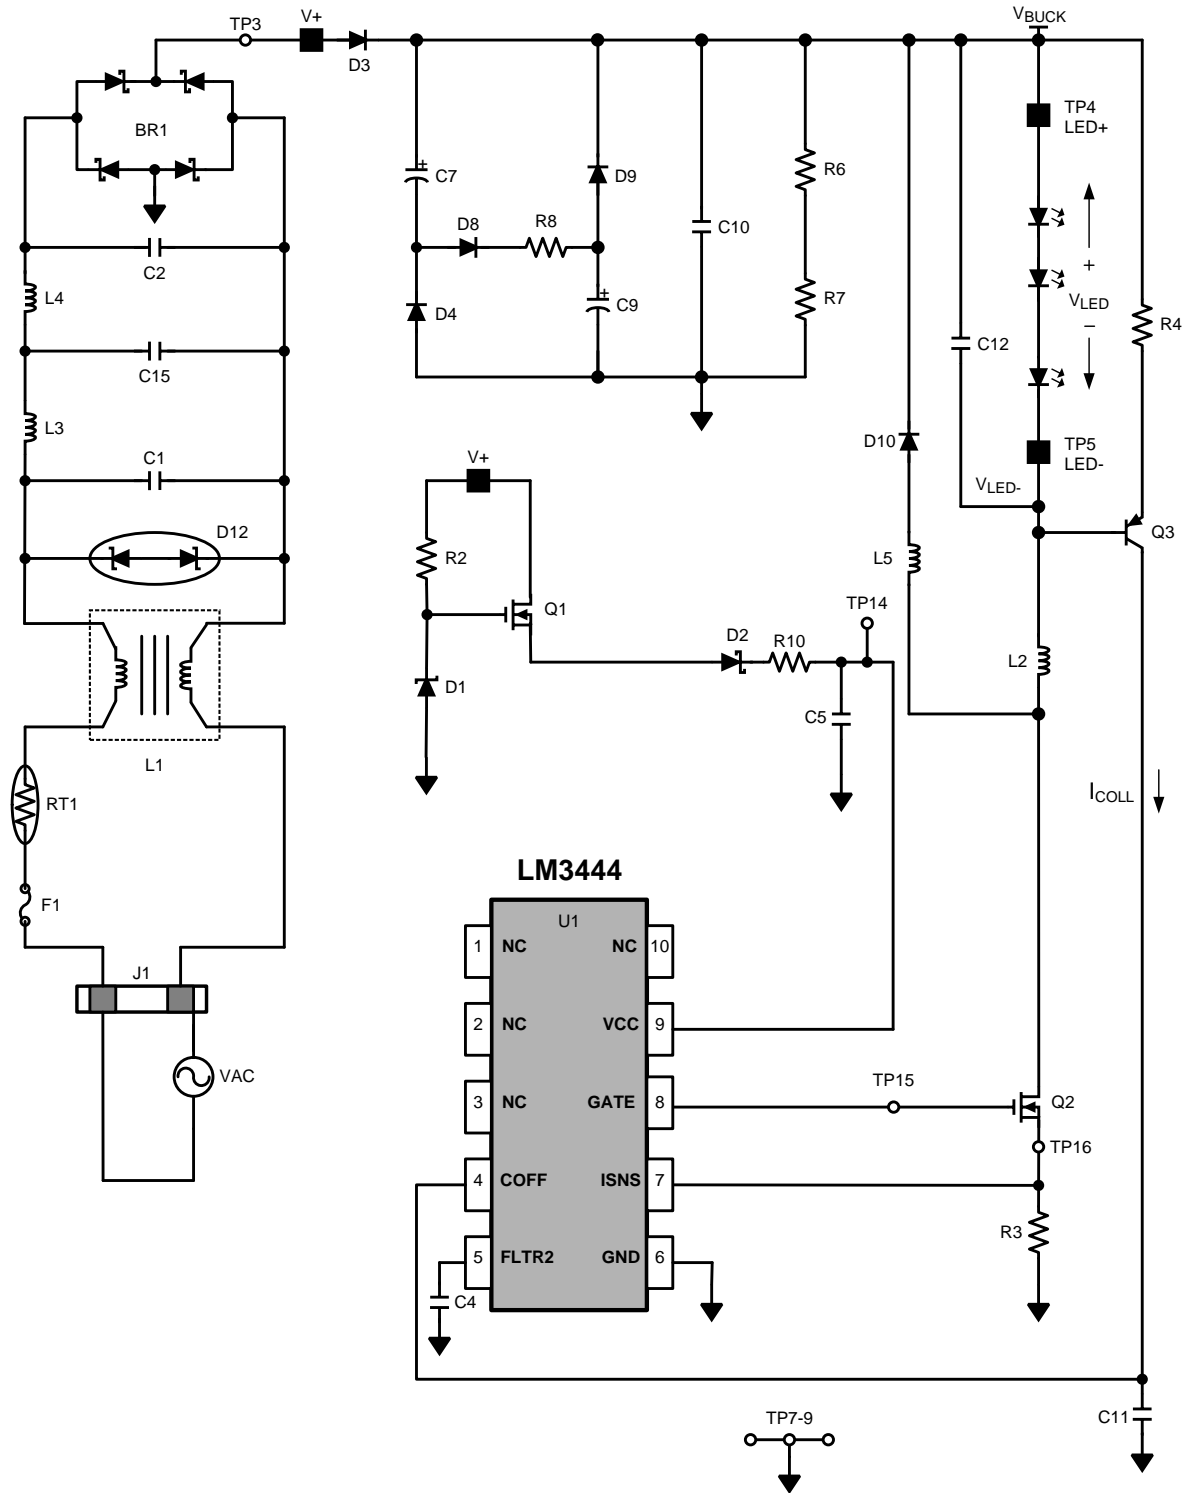 V+
VBUCK
TP3
D3
TP4
LED+
BR1
C7
D9
R6
D8
R8
C10
+
C2
VLED
L4
D4
C9
R7
−
R4
C12
C15
L3
D10
TP5
LED-
C1
V+
VLED-
D12
Q3
R2
L5
Q1
TP14
D2
R10
L2
D1
C5
L1
ICOLL
RT1
LM3444
F1
U1
1 NC
NC 10
J1
2 NC
VCC 9
VAC
TP15
3 NC
GATE 8
Q2
TP16
4 COFF
ISNS 7
R3
5 FLTR2
GND 6
C4
TP7-9
C11
+
+